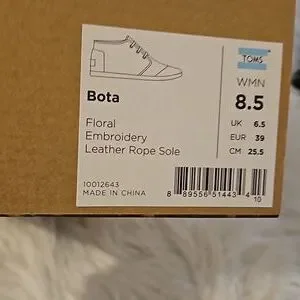 TOMS
WMN
8.5
UK 6.5
EUR 39
CM 25.5
Bota
Floral
Embroidery
Leather Rope Sole
10012643
MADE IN CHINA
8 89556 51443 4
10